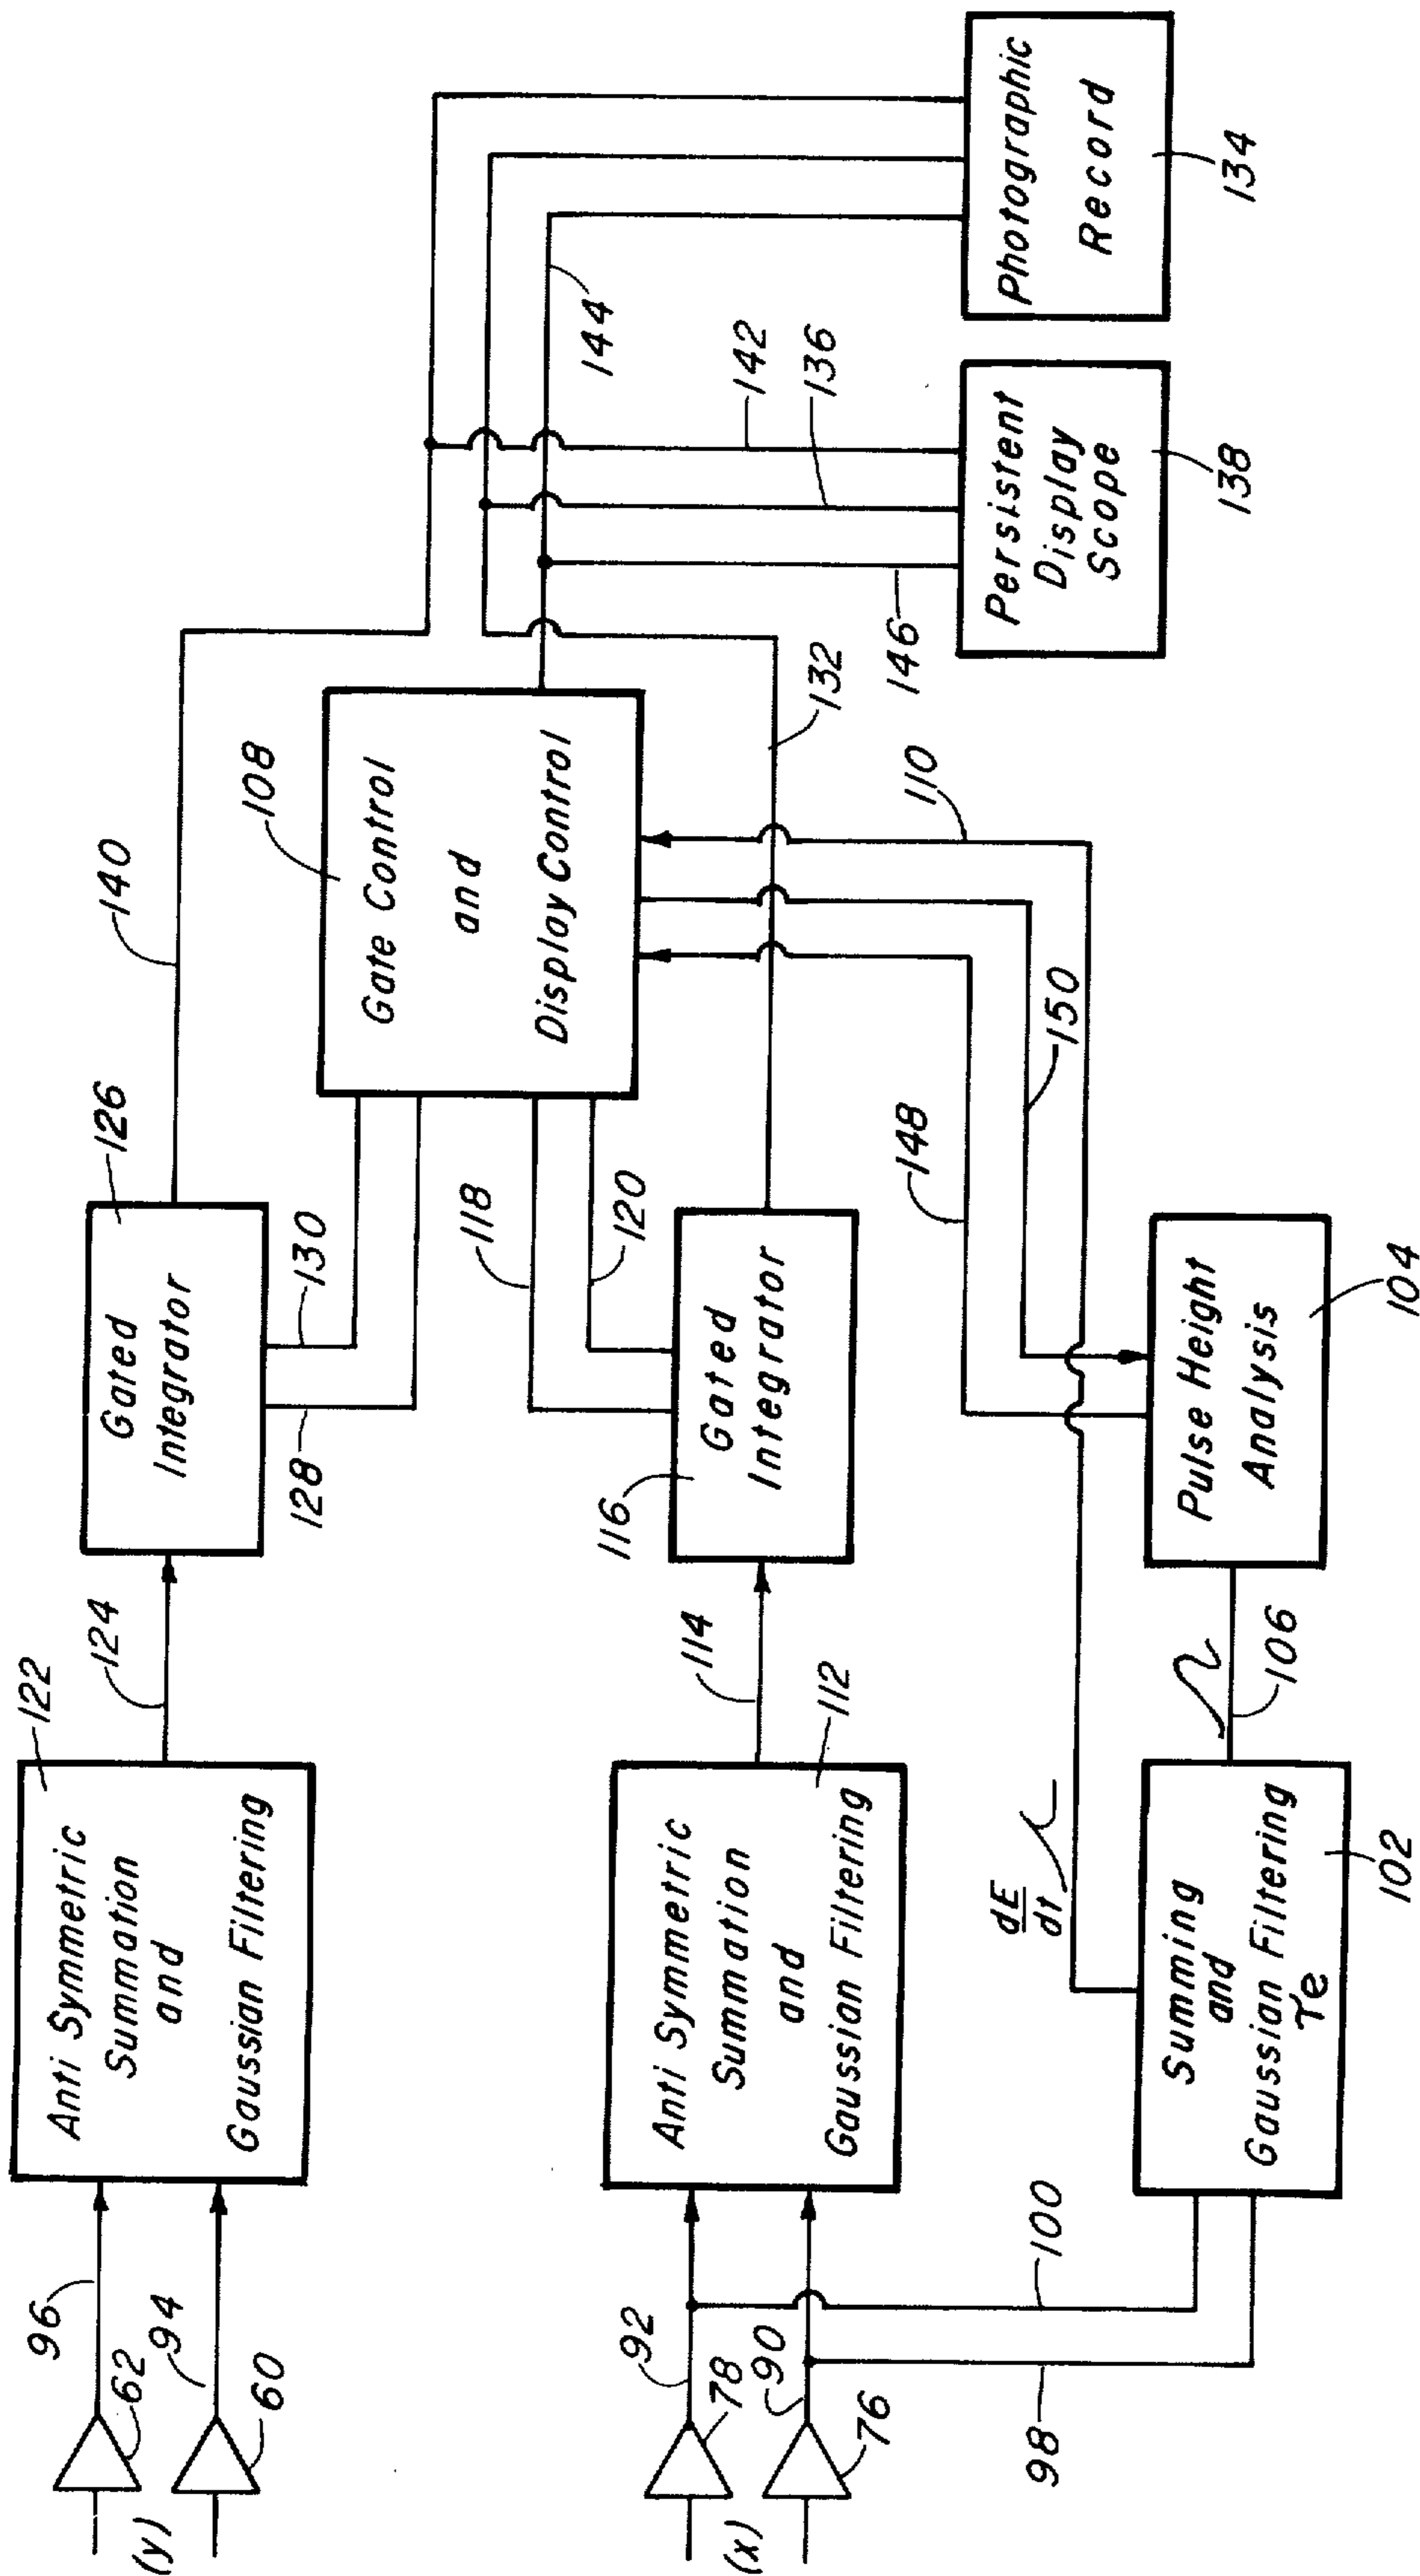 (y)
62
60
96
94
122
Anti Symmetric
Summation
and
Gaussian Filtering
124
126
Gated
Integrator
128
130
140
108
Gate Control
and
Display Control
(x)
78
76
92
90
98
100
112
Anti Symmetric
Summation
and
Gaussian Filtering
114
116
Gated
Integrator
118
120
132
144
142
136
146
Persistent
Display
Scope
138
Photographic
Record
134
dE
dt
Summing
and
Gaussian Filtering
τe
102
106
Pulse Height
Analysis
104
148
150
110